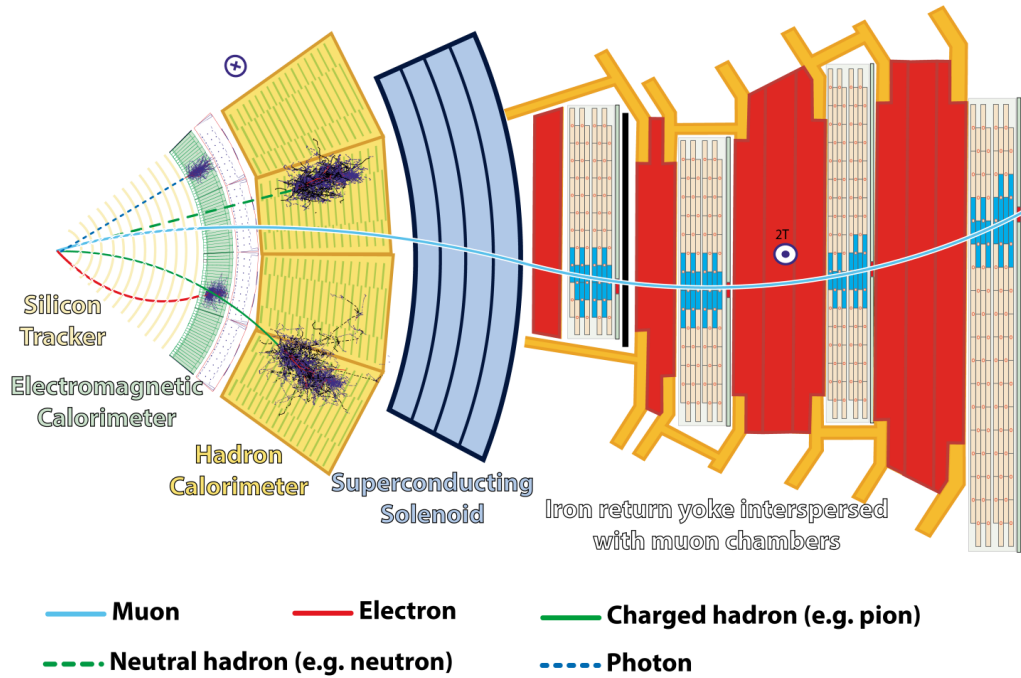 2T
Silicon
Tracker
Electromagnetic
Calorimeter
Hadron
Calorimeter
Superconducting
Solenoid
Iron return yoke interspersed
with muon chambers
Muon
Electron
Charged hadron (e.g. pion)
Neutral hadron (e.g. neutron)
Photon